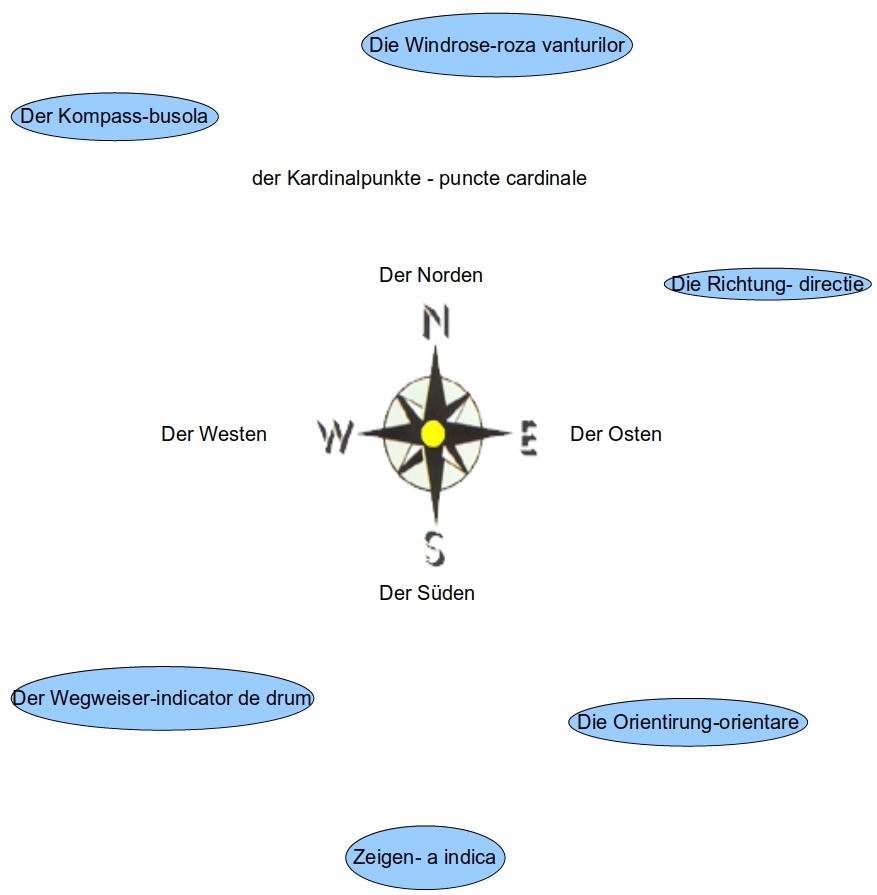 Die Windrose-roza vanturilor
Der Kompass-busola
der Kardinalpunkte - puncte cardinale
Der Norden
Die Richtung- directie
N
Der Westen
W
E
Der Osten
S
Der Süden
Der Wegweiser-indicator de drum
Die Orientirung-orientare
Zeigen- a indica